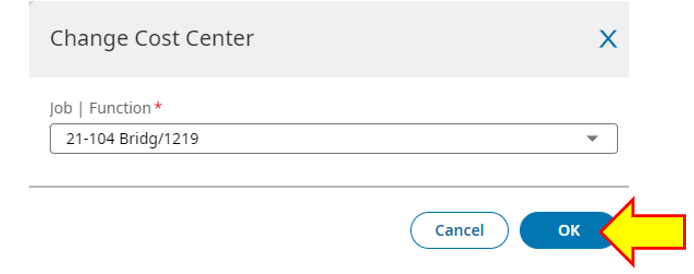 Change Cost Center X
Job | Function *
21-104 Bridg/1219
Cancel OK